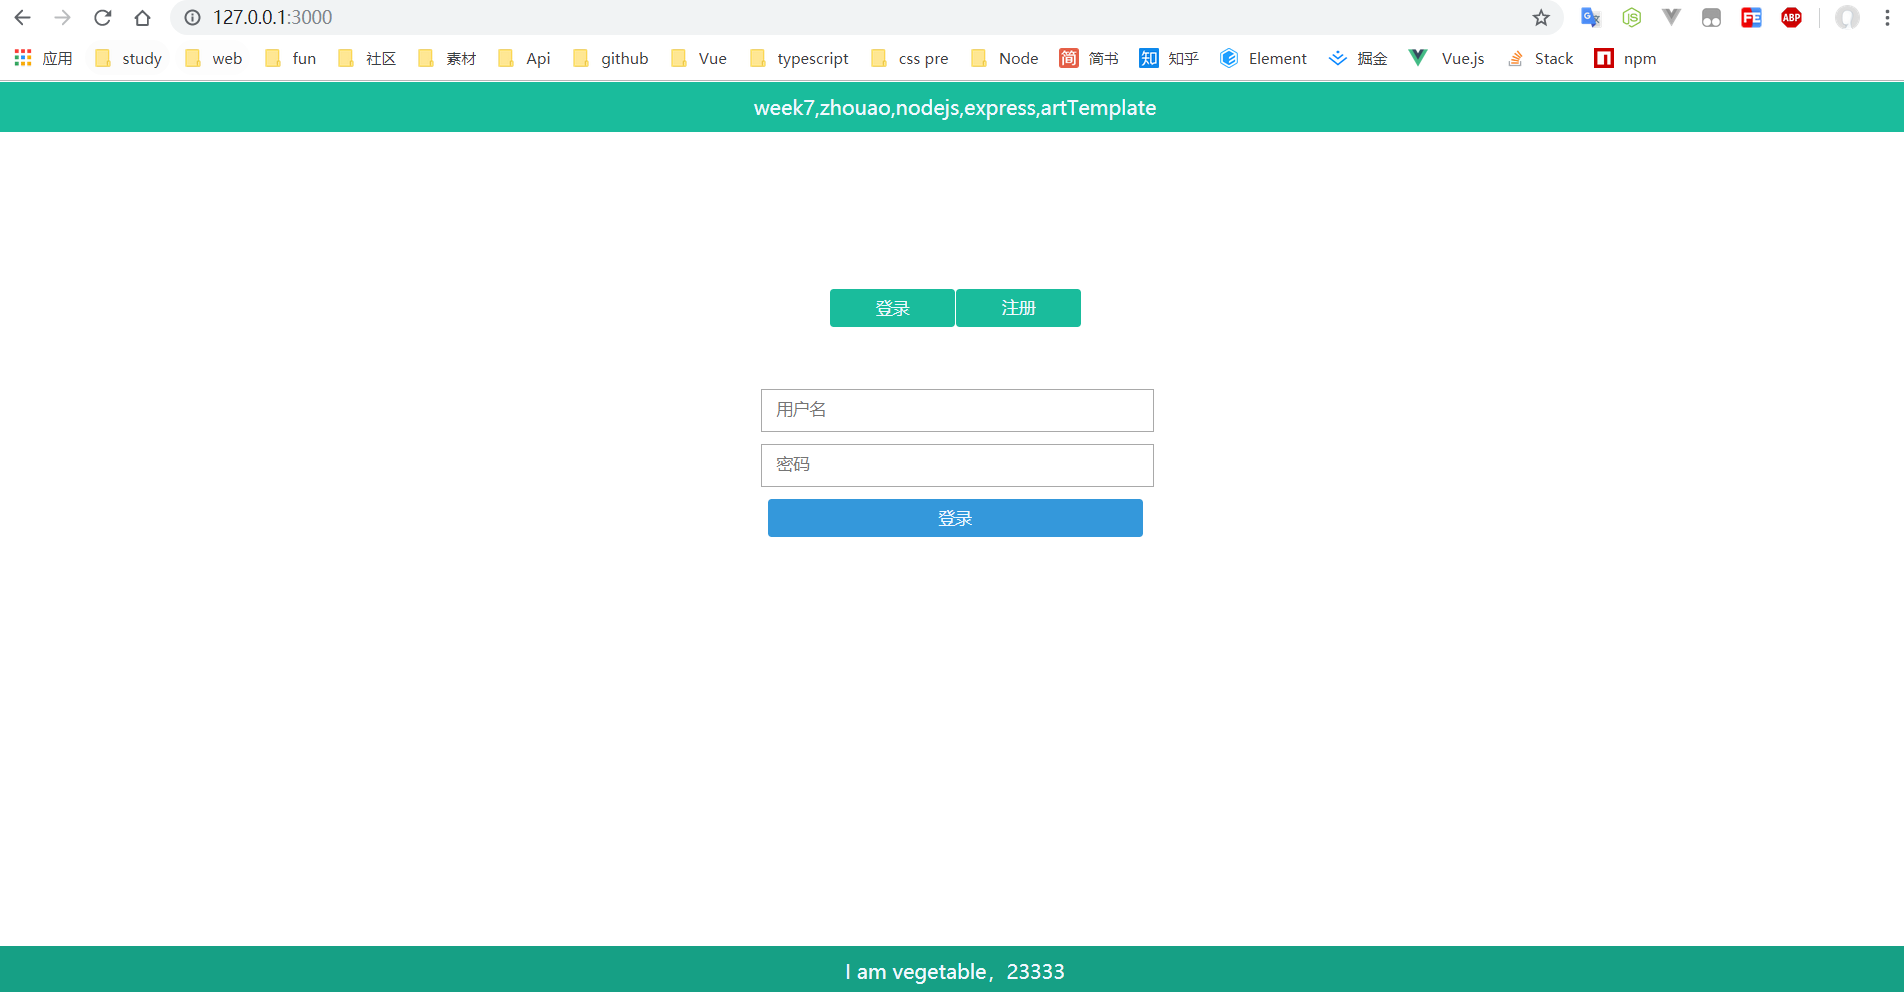 127.0.0.1:3000
应用 study web fun 社区 素材 Api github Vue typescript css pre Node 简 简书 知 知乎 Element 掘金 Vue.js Stack npm
week7,zhouao,nodejs,express,artTemplate
登录 注册
用户名
密码
登录
I am vegetable，23333